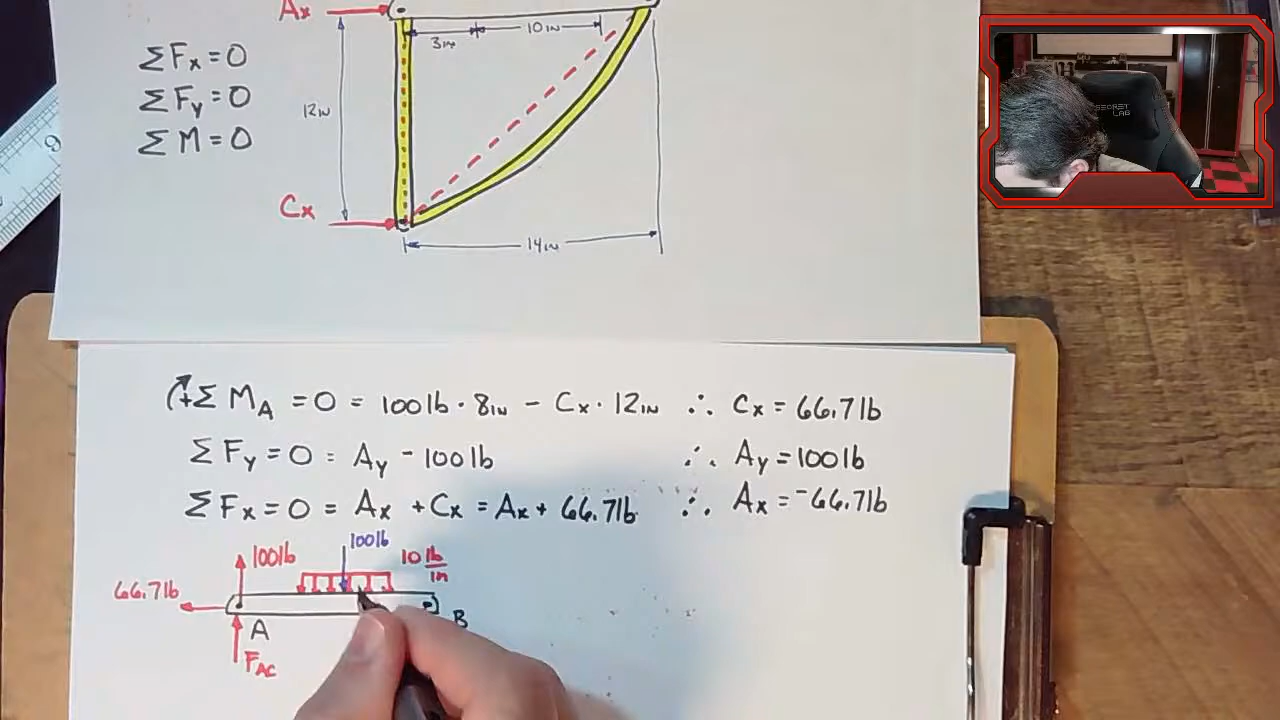 Ax
3in
10in
ΣFx=0
ΣFy=0
ΣM=0
12in
Cx
14in
SECRET LAB
+ΣMA =0= 100lb·8in - Cx·12in ∴ Cx = 66.7lb
ΣFy=0= Ay -100lb ∴ Ay=100lb
ΣFx=0= Ax +Cx = Ax+ 66.7lb ∴ Ax=-66.7lb
100lb
100lb
10 lb/in
66.7lb
A
B
FAC